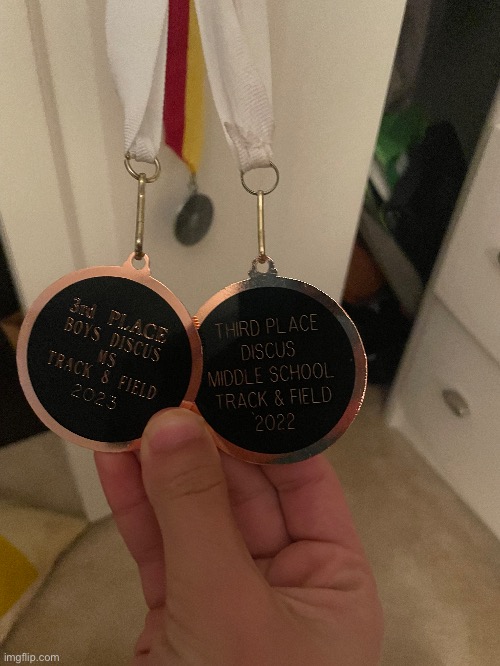 3rd PLACE
BOYS DISCUS
MS
TRACK & FIELD
2023
THIRD PLACE
DISCUS
MIDDLE SCHOOL
TRACK & FIELD
2022
imgflip.com